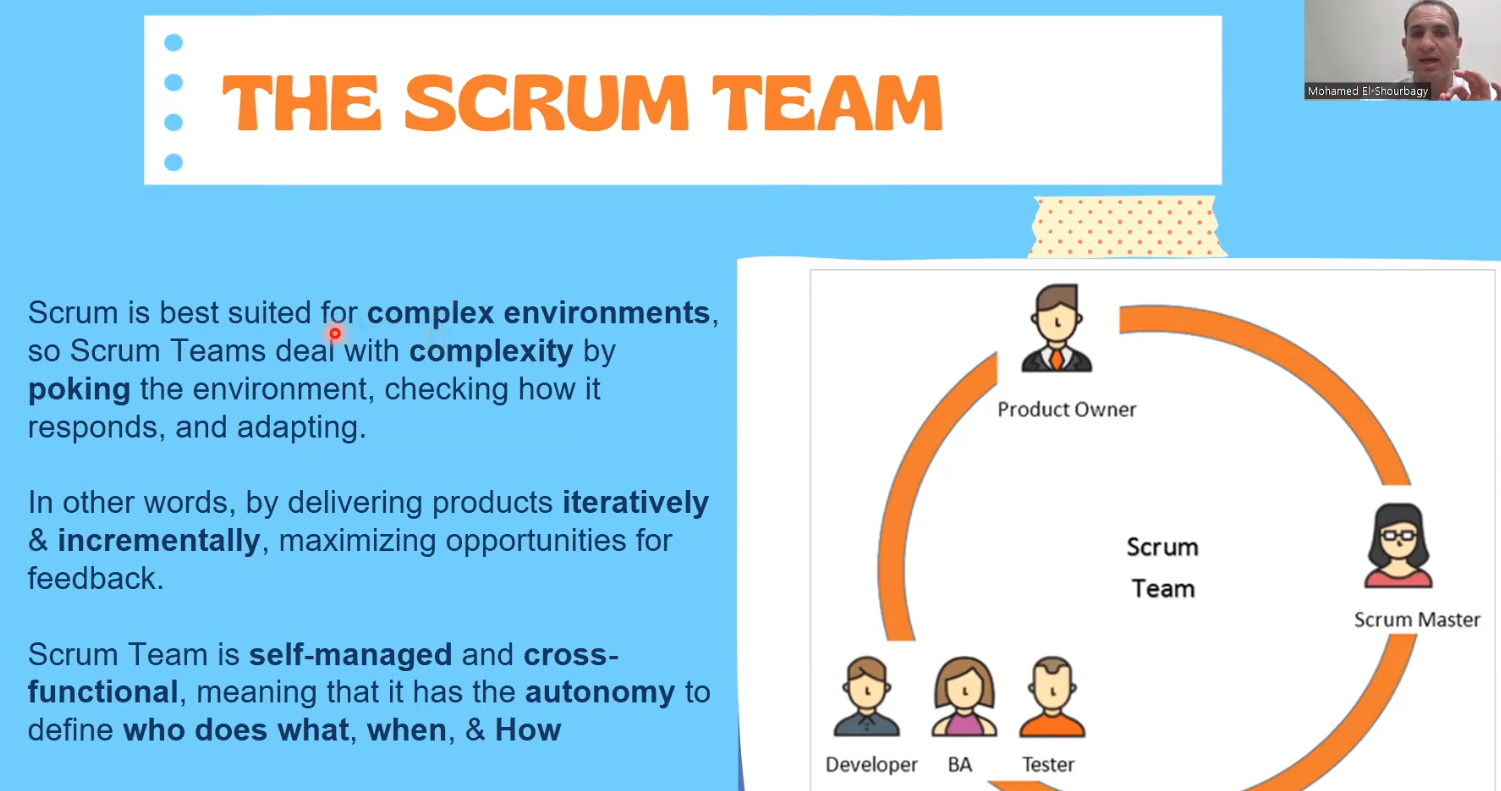 THE SCRUM TEAM
Mohamed El-Shourbagy
Scrum is best suited for complex environments,
so Scrum Teams deal with complexity by
poking the environment, checking how it
responds, and adapting.
In other words, by delivering products iteratively
& incrementally, maximizing opportunities for
feedback.
Scrum Team is self-managed and cross-
functional, meaning that it has the autonomy to
define who does what, when, & How
Product Owner
Scrum
Team
Scrum Master
Developer
BA
Tester